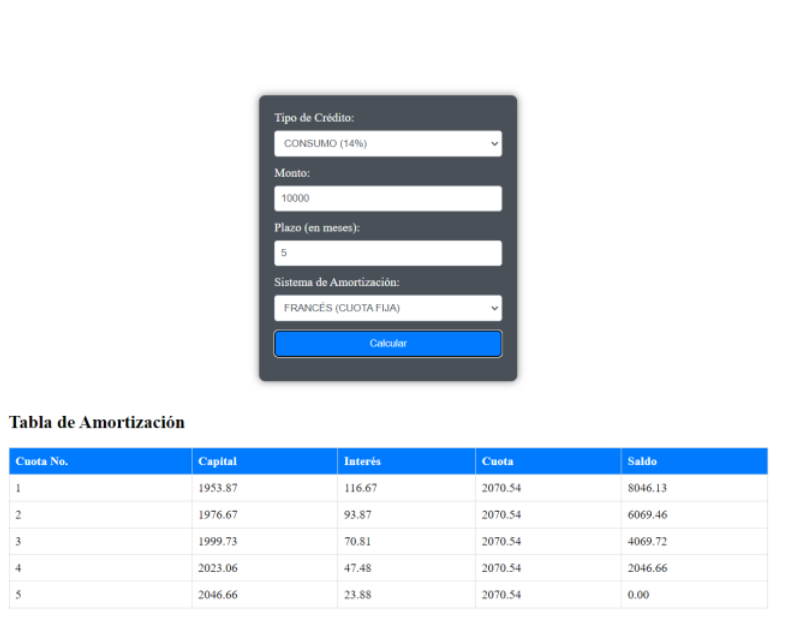 Tipo de Crédito:
CONSUMO (14%)
Monto:
10000
Plazo (en meses):
5
Sistema de Amortización:
FRANCÉS (CUOTA FIJA)
Calcular
Tabla de Amortización
Cuota No. Capital Interés Cuota Saldo
1 1953.87 116.67 2070.54 8046.13
2 1976.67 93.87 2070.54 6069.46
3 1999.73 70.81 2070.54 4069.72
4 2023.06 47.48 2070.54 2046.66
5 2046.66 23.88 2070.54 0.00